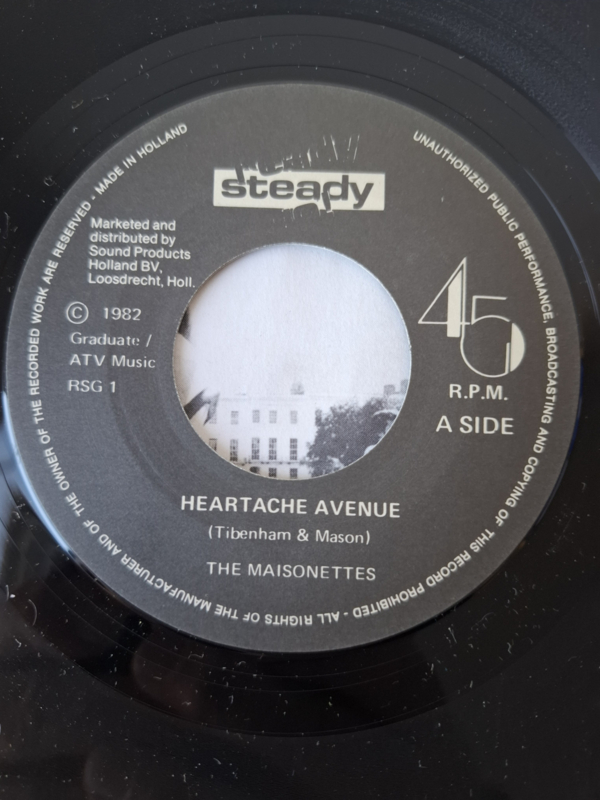 ALL RIGHTS OF THE MANUFACTURER AND OF THE OWNER OF THE RECORDED WORK ARE RESERVED - MADE IN HOLLAND
UNAUTHORIZED PUBLIC PERFORMANCE, BROADCASTING AND COPYING OF THIS RECORD PROHIBITED -
steady
Marketed and
distributed by
Sound Products
Holland BV,
Loosdrecht, Holl.
© 1982
Graduate /
ATV Music
RSG 1
45
R.P.M.
A SIDE
HEARTACHE AVENUE
(Tibenham & Mason)
THE MAISONETTES